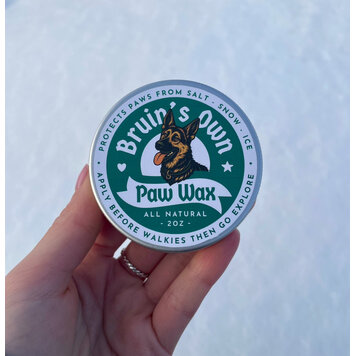 PROTECTS PAWS FROM SALT · SNOW · ICE
Bruin's Own
Paw Wax
ALL NATURAL
- 2OZ -
APPLY BEFORE WALKIES THEN GO EXPLORE